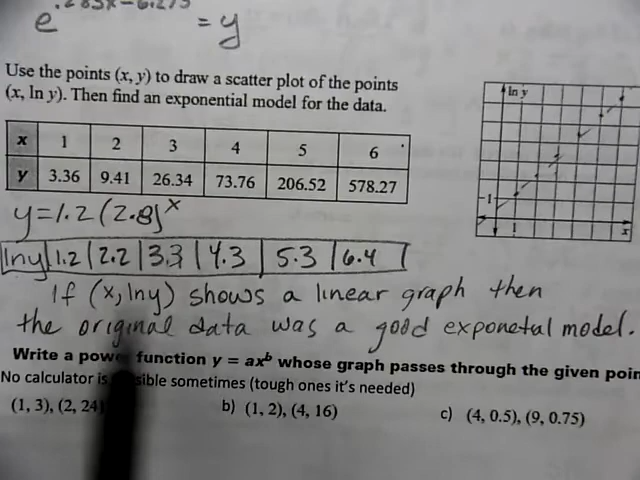 = y
Use the points (x, y) to draw a scatter plot of the points
(x, ln y). Then find an exponential model for the data.
ln y
x 1 2 3 4 5 6
y 3.36 9.41 26.34 73.76 206.52 578.27
1
1
x
y=1.2(2.8)^x
lny 1.2 2.2 3.3 4.3 5.3 6.4
If (x, lny) shows a linear graph then
the original data was a good exponetal model.
Write a power function y = ax^b whose graph passes through the given poin
No calculator is sometimes (tough ones it's needed)
(1, 3), (2, 24) b) (1, 2), (4, 16) c) (4, 0.5), (9, 0.75)